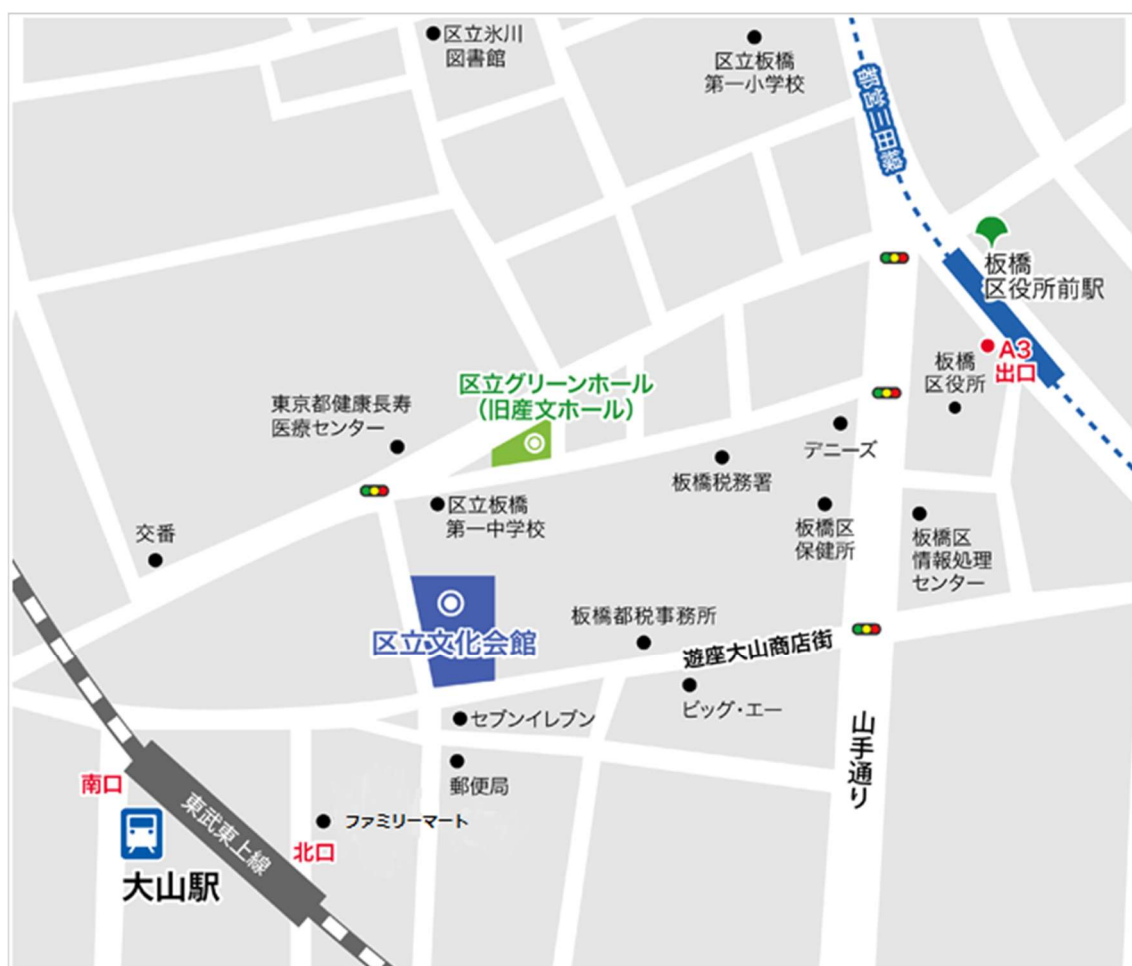 区立氷川
図書館
区立板橋
第一小学校
都営三田線
板橋
区役所前駅
A3
出口
板橋
区役所
区立グリーンホール
（旧産文ホール）
東京都健康長寿
医療センター
デニーズ
板橋税務署
区立板橋
第一中学校
板橋区
保健所
板橋区
情報処理
センター
交番
板橋都税事務所
区立文化会館
遊座大山商店街
ビッグ・エー
セブンイレブン
山手通り
郵便局
南口
東武東上線
ファミリーマート
北口
大山駅